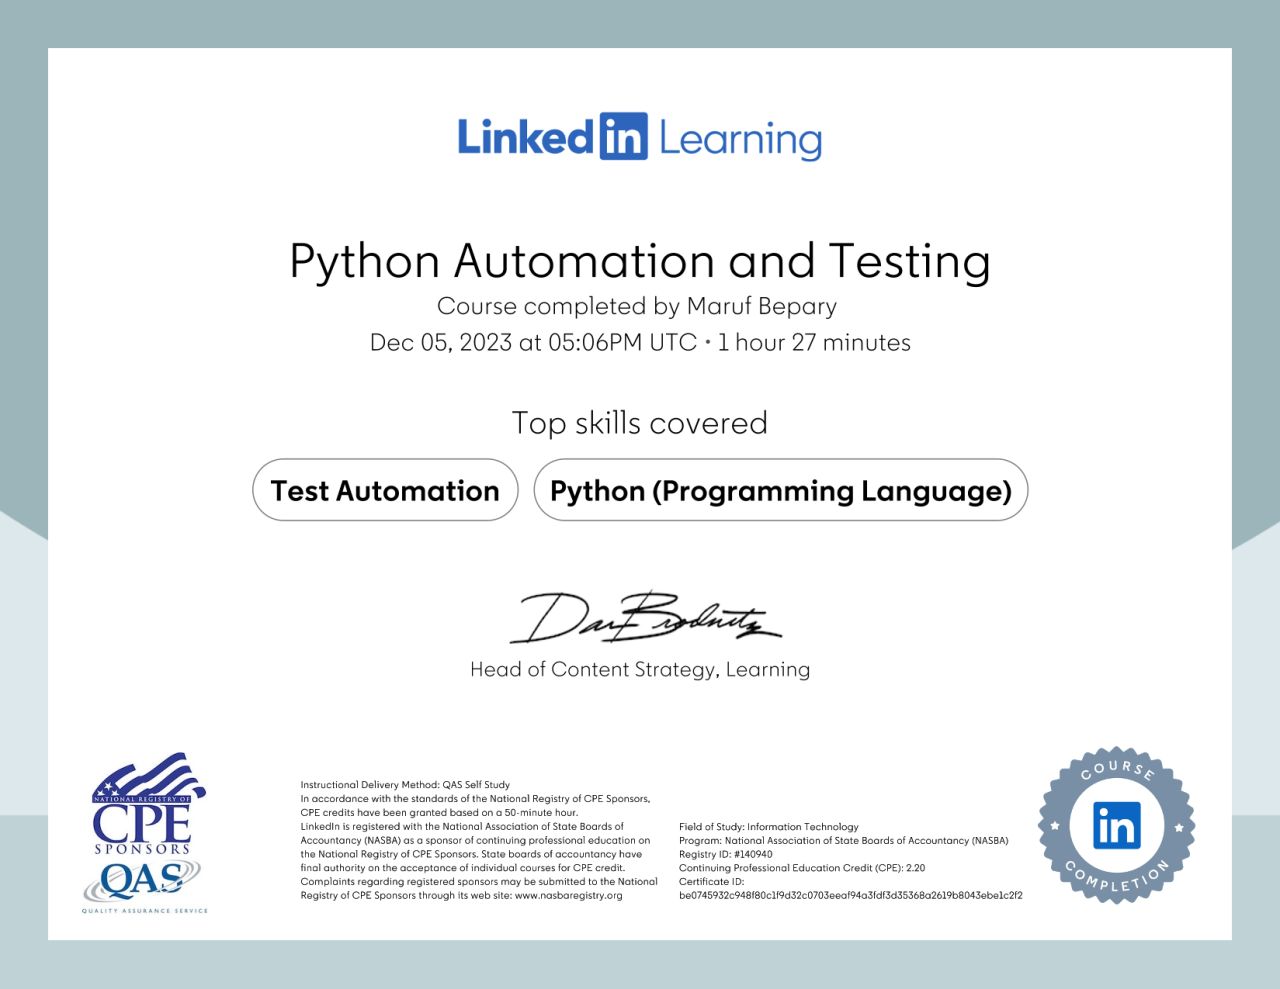 LinkedIn Learning
Python Automation and Testing
Course completed by Maruf Bepary
Dec 05, 2023 at 05:06PM UTC • 1 hour 27 minutes
Top skills covered
Test Automation
Python (Programming Language)
Dan Brodnitz
Head of Content Strategy, Learning
NATIONAL REGISTRY OF
CPE
SPONSORS
QAS
QUALITY ASSURANCE SERVICE
Instructional Delivery Method: QAS Self Study
In accordance with the standards of the National Registry of CPE Sponsors,
CPE credits have been granted based on a 50-minute hour.
LinkedIn is registered with the National Association of State Boards of
Accountancy (NASBA) as a sponsor of continuing professional education on
the National Registry of CPE Sponsors. State boards of accountancy have
final authority on the acceptance of individual courses for CPE credit.
Complaints regarding registered sponsors may be submitted to the National
Registry of CPE Sponsors through its web site: www.nasbaregistry.org
Field of Study: Information Technology
Program: National Association of State Boards of Accountancy (NASBA)
Registry ID: #140940
Continuing Professional Education Credit (CPE): 2.20
Certificate ID:
be0745932c948f80c1f9d32c0703eeaf94a3fdf3d35368a2619b8043ebe1c2f2
COURSE
in
COMPLETION